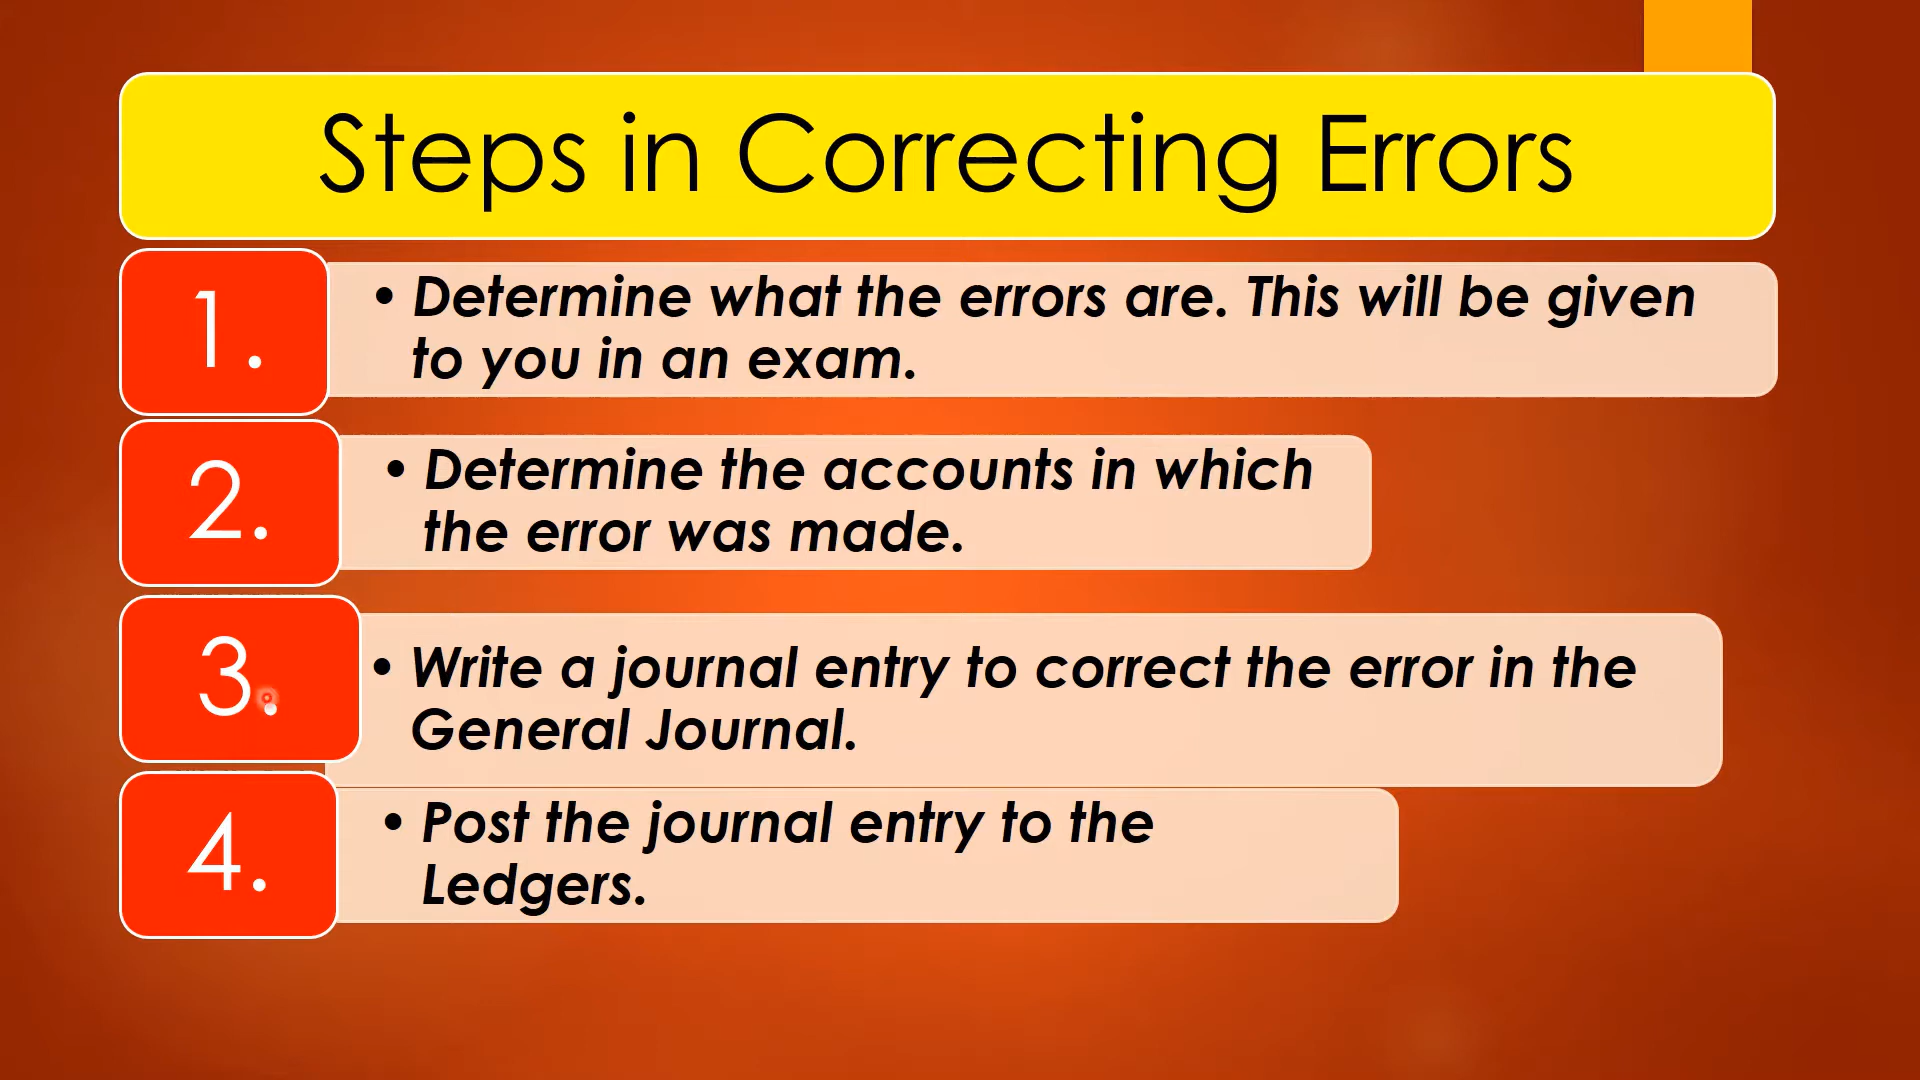 Steps in Correcting Errors
1.
• Determine what the errors are. This will be given
to you in an exam.
2.
• Determine the accounts in which
the error was made.
3.
• Write a journal entry to correct the error in the
General Journal.
4.
• Post the journal entry to the
Ledgers.